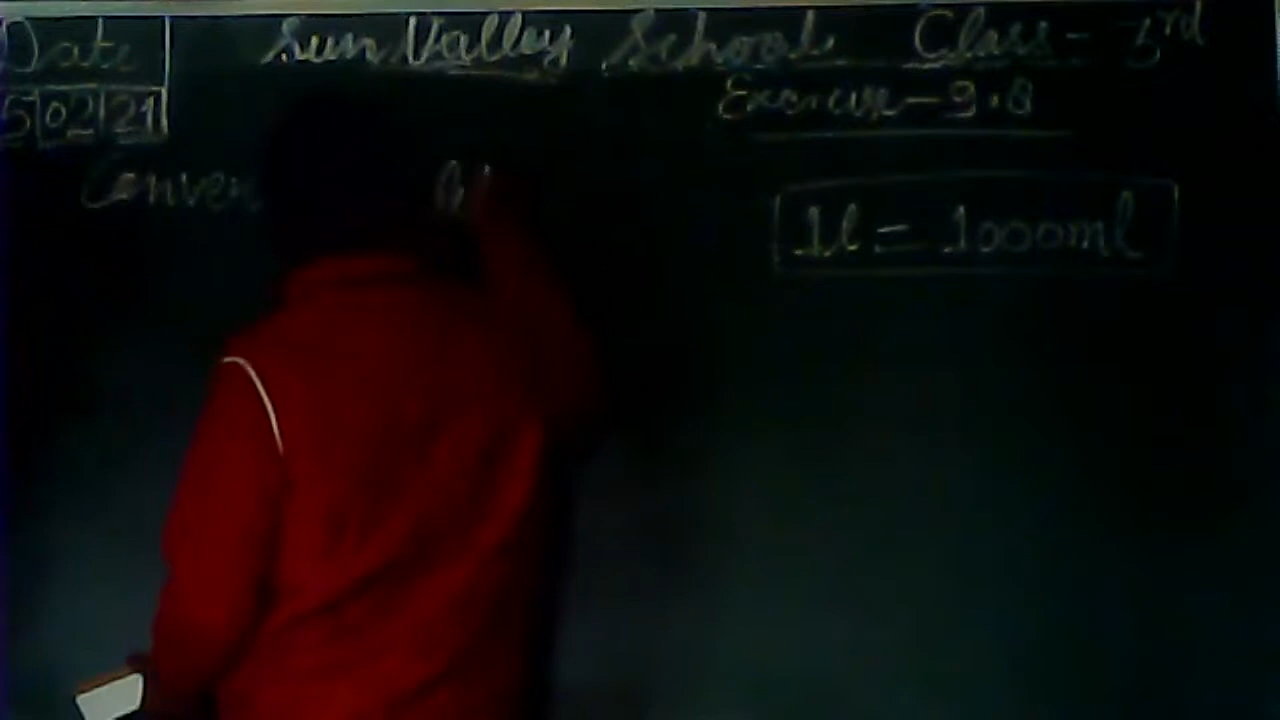 Date Sun Valley School Class - 3rd
5/02/21 Exercise - 9.8
Conver
1l = 1000ml